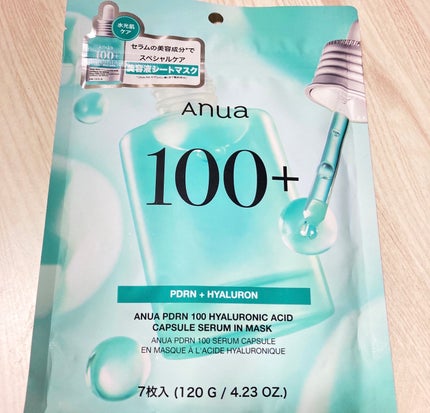 水光肌
ケア
セラムの美容成分*で
スペシャルケア
美容液シートマスク
100+
Anua
100+
PDRN + HYALURON
ANUA PDRN 100 HYALURONIC ACID
CAPSULE SERUM IN MASK
ANUA PDRN 100 SÉRUM CAPSULE
EN MASQUE À L'ACIDE HYALURONIQUE
7枚入 (120 G / 4.23 OZ.)